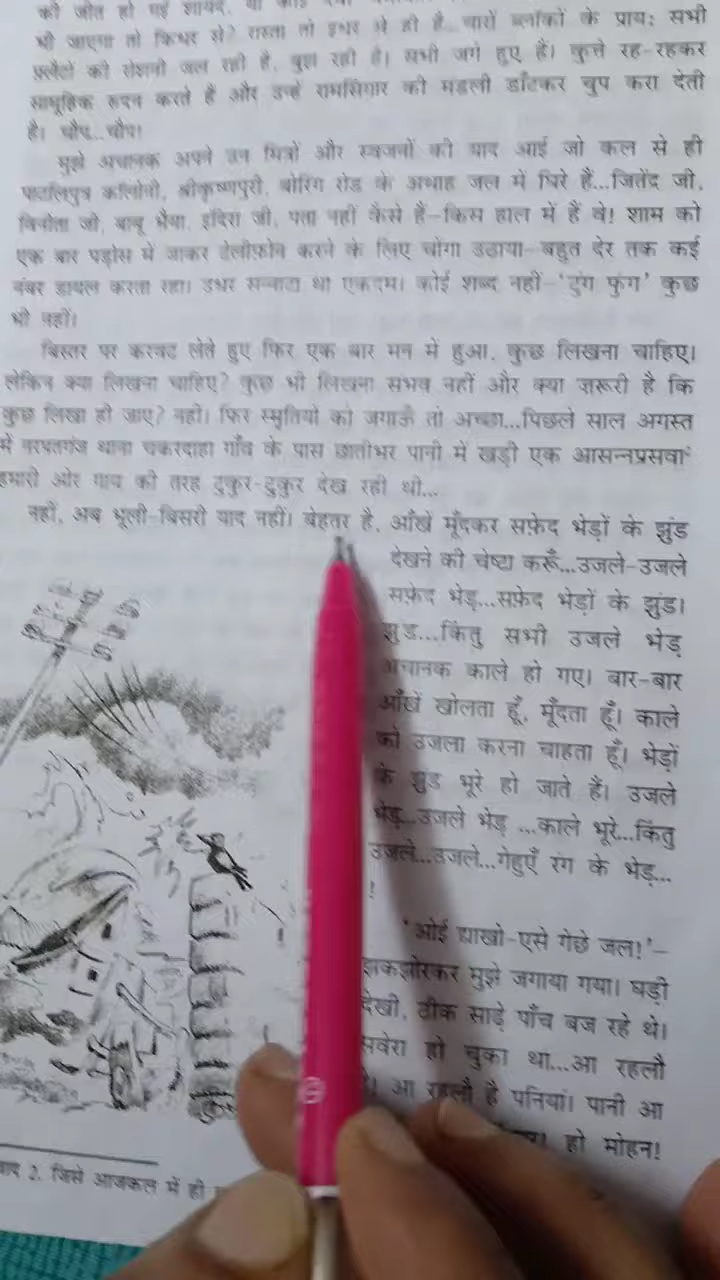 की जीत हो गई शायद, या
भी जाएगा तो किधर से? रास्ता तो इधर से ही है...चारों ब्लॉकों के प्राय: सभी
फ़्लैटों की रोशनी जल रही है, बुझ रही है। सभी जगे हुए हैं। कुत्ते रह-रहकर
सामूहिक रुदन करते हैं और उन्हें रामसिंगार की मंडली डाँटकर चुप करा देती
है। चौप...चौप!
मुझे अचानक अपने उन मित्रों और स्वजनों की याद आई जो कल से ही
पाटलिपुत्र कॉलोनी, श्रीकृष्णपुरी, बोरिंग रोड के अथाह जल में घिरे हैं...जितेंद्र जी,
विनीता जी, बाबू भैया, इंदिरा जी, पता नहीं कैसे हैं–किस हाल में हैं वे! शाम को
एक बार पड़ोस में जाकर टेलीफ़ोन करने के लिए चोंगा उठाया–बहुत देर तक कई
नंबर डायल करता रहा। उधर सन्नाटा था एकदम। कोई शब्द नहीं–'टुंग फुंग' कुछ
भी नहीं।
बिस्तर पर करवट लेते हुए फिर एक बार मन में हुआ, कुछ लिखना चाहिए।
लेकिन क्या लिखना चाहिए? कुछ भी लिखना संभव नहीं और क्या ज़रूरी है कि
कुछ लिखा ही जाए? नहीं। फिर स्मृतियों को जगाऊँ तो अच्छा...पिछले साल अगस्त
में नरपतगंज थाना चकरदाहा गाँव के पास छातीभर पानी में खड़ी एक आसन्नप्रसवा
हमारी ओर गाय की तरह टुकुर-टुकुर देख रही थी...
नहीं, अब भूली-बिसरी याद नहीं। बेहतर है, आँखें मूँदकर सफ़ेद भेड़ों के झुंड
देखने की चेष्टा करूँ...उजले-उजले
सफ़ेद भेड़...सफ़ेद भेड़ों के झुंड।
झुंड...किंतु सभी उजले भेड़
अचानक काले हो गए। बार-बार
आँखें खोलता हूँ, मूँदता हूँ। काले
को उजला करना चाहता हूँ। भेड़ों
के झुंड भूरे हो जाते हैं। उजले
भेड़...उजले भेड़ ...काले भूरे...किंतु
उजले...उजले...गेहुएँ रंग के भेड़...
!
'ओई द्याखो–एसे गेछे जल!'–
झकझोरकर मुझे जगाया गया। घड़ी
देखी, ठीक साढ़े पाँच बज रहे थे।
सवेरा हो चुका था...आ रहलौ
है। आ रहलौ है पनियां। पानी आ
हो मोहन!
2. जिसे आजकल में ही